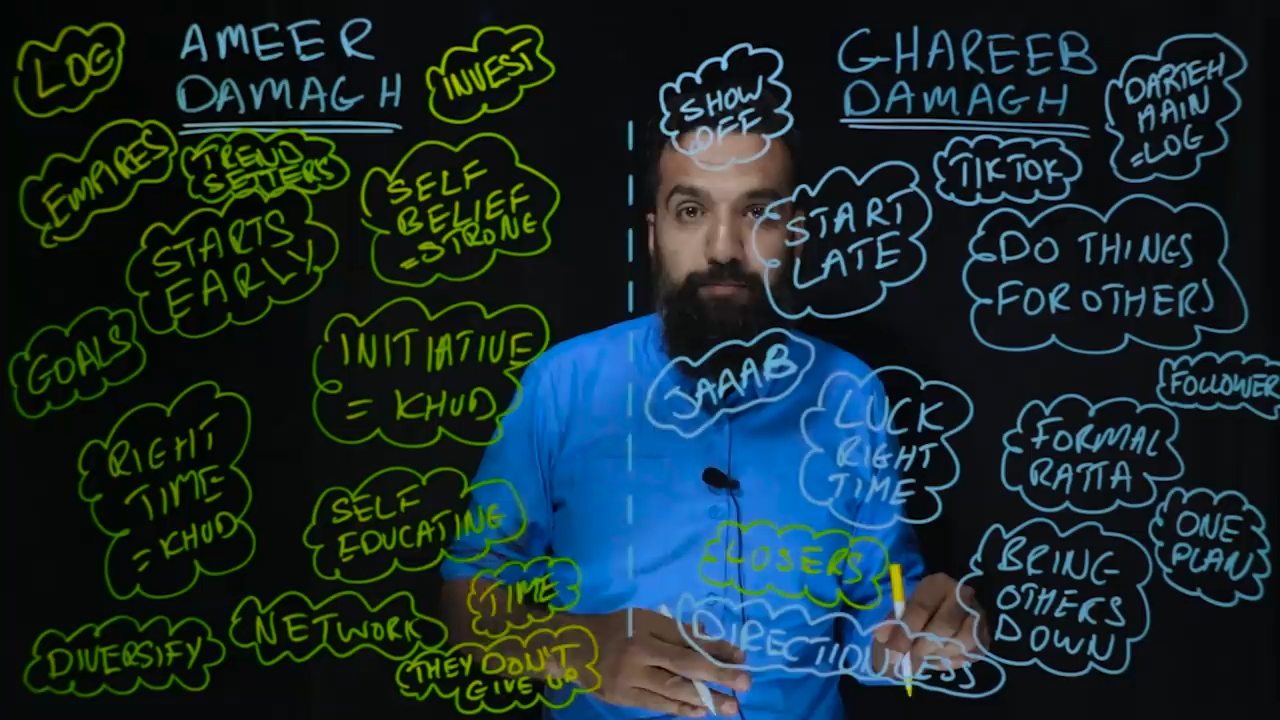 AMEER
DAMAGH
LOG
INVEST
EMPIRES
TREND
SETTERS
SELF
BELIEF
=STRONG
STARTS
EARLY
GOALS
INITIATIVE
= KHUD
RIGHT
TIME
= KHUD
SELF
EDUCATING
TIME
NETWORK
DIVERSIFY
THEY DON'T
GIVE UP
GHAREEB
DAMAGH
SHOW
OFF
DARTEH
HAIN
=LOG
TIKTOK
START
LATE
DO THINGS
FOR OTHERS
JAAAB
FOLLOWER
LUCK
RIGHT
TIME
FORMAL
RATTA
ONE
PLAN
CLOSERS
BRING
OTHERS
DOWN
DIRECTIONLESS